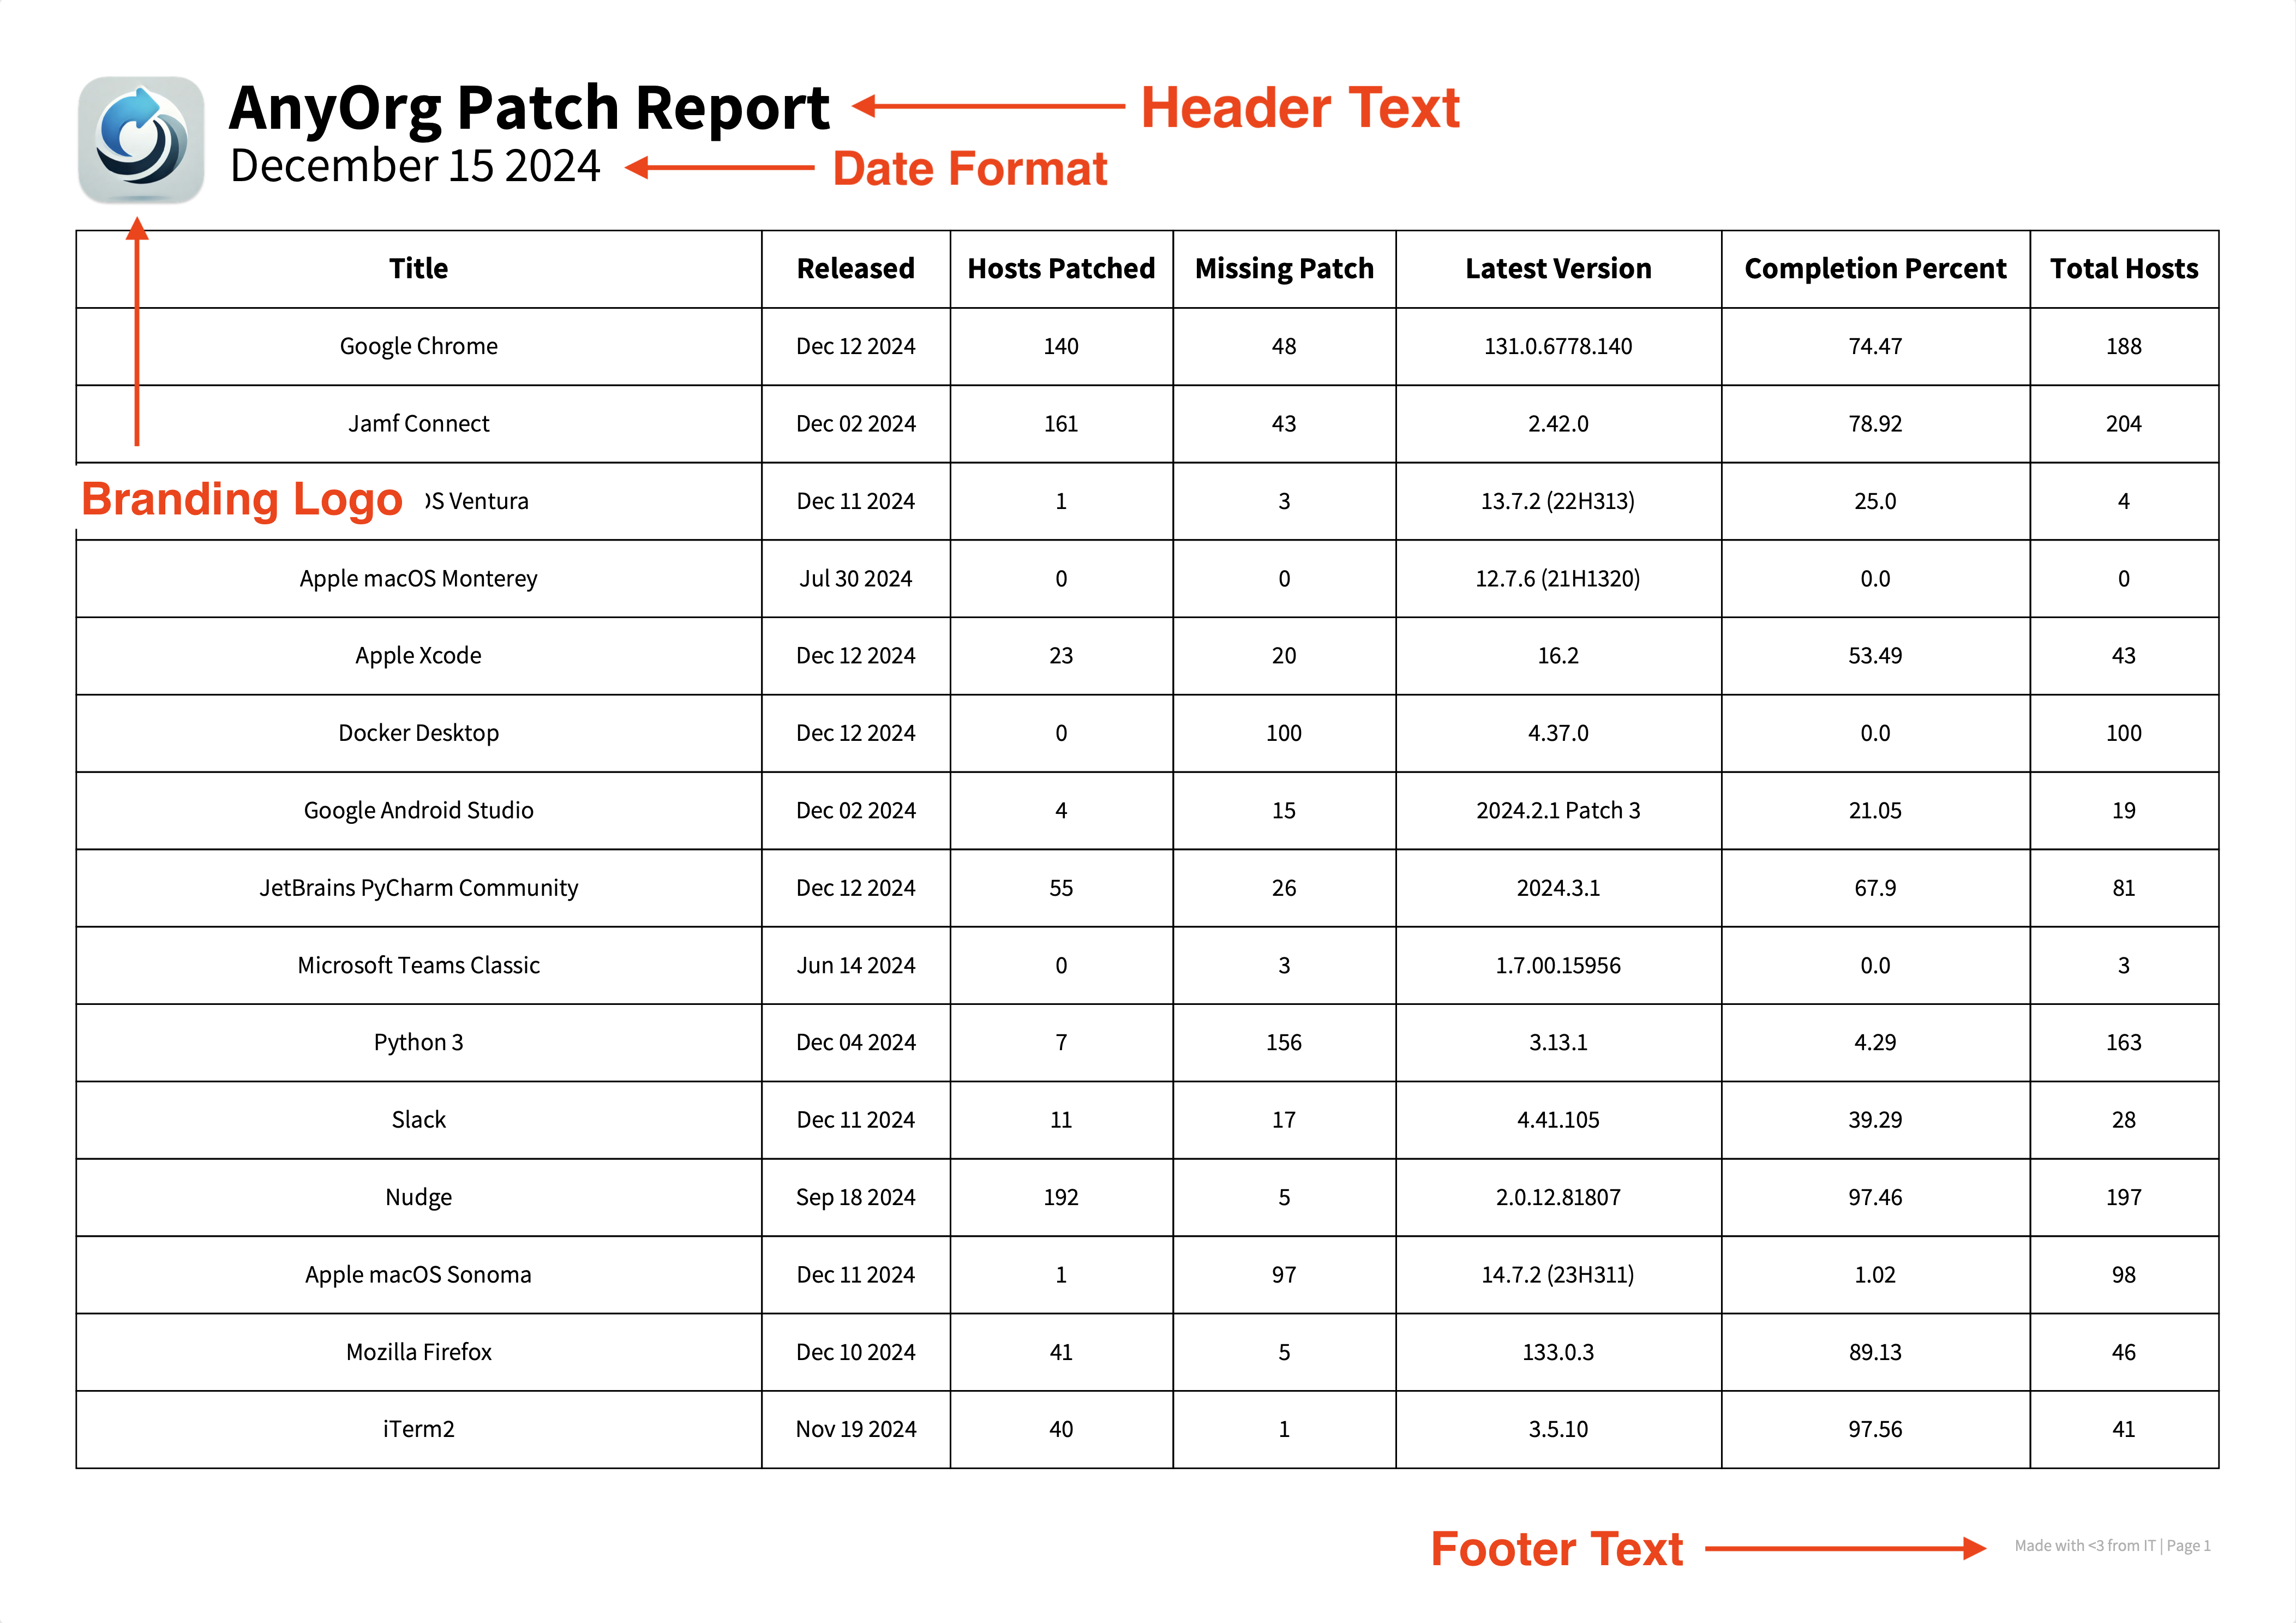 AnyOrg Patch Report Header Text
December 15 2024 Date Format
Title Released Hosts Patched Missing Patch Latest Version Completion Percent Total Hosts
Google Chrome Dec 12 2024 140 48 131.0.6778.140 74.47 188
Jamf Connect Dec 02 2024 161 43 2.42.0 78.92 204
Branding Logo S Ventura Dec 11 2024 1 3 13.7.2 (22H313) 25.0 4
Apple macOS Monterey Jul 30 2024 0 0 12.7.6 (21H1320) 0.0 0
Apple Xcode Dec 12 2024 23 20 16.2 53.49 43
Docker Desktop Dec 12 2024 0 100 4.37.0 0.0 100
Google Android Studio Dec 02 2024 4 15 2024.2.1 Patch 3 21.05 19
JetBrains PyCharm Community Dec 12 2024 55 26 2024.3.1 67.9 81
Microsoft Teams Classic Jun 14 2024 0 3 1.7.00.15956 0.0 3
Python 3 Dec 04 2024 7 156 3.13.1 4.29 163
Slack Dec 11 2024 11 17 4.41.105 39.29 28
Nudge Sep 18 2024 192 5 2.0.12.81807 97.46 197
Apple macOS Sonoma Dec 11 2024 1 97 14.7.2 (23H311) 1.02 98
Mozilla Firefox Dec 10 2024 41 5 133.0.3 89.13 46
iTerm2 Nov 19 2024 40 1 3.5.10 97.56 41
Footer Text Made with <3 from IT | Page 1